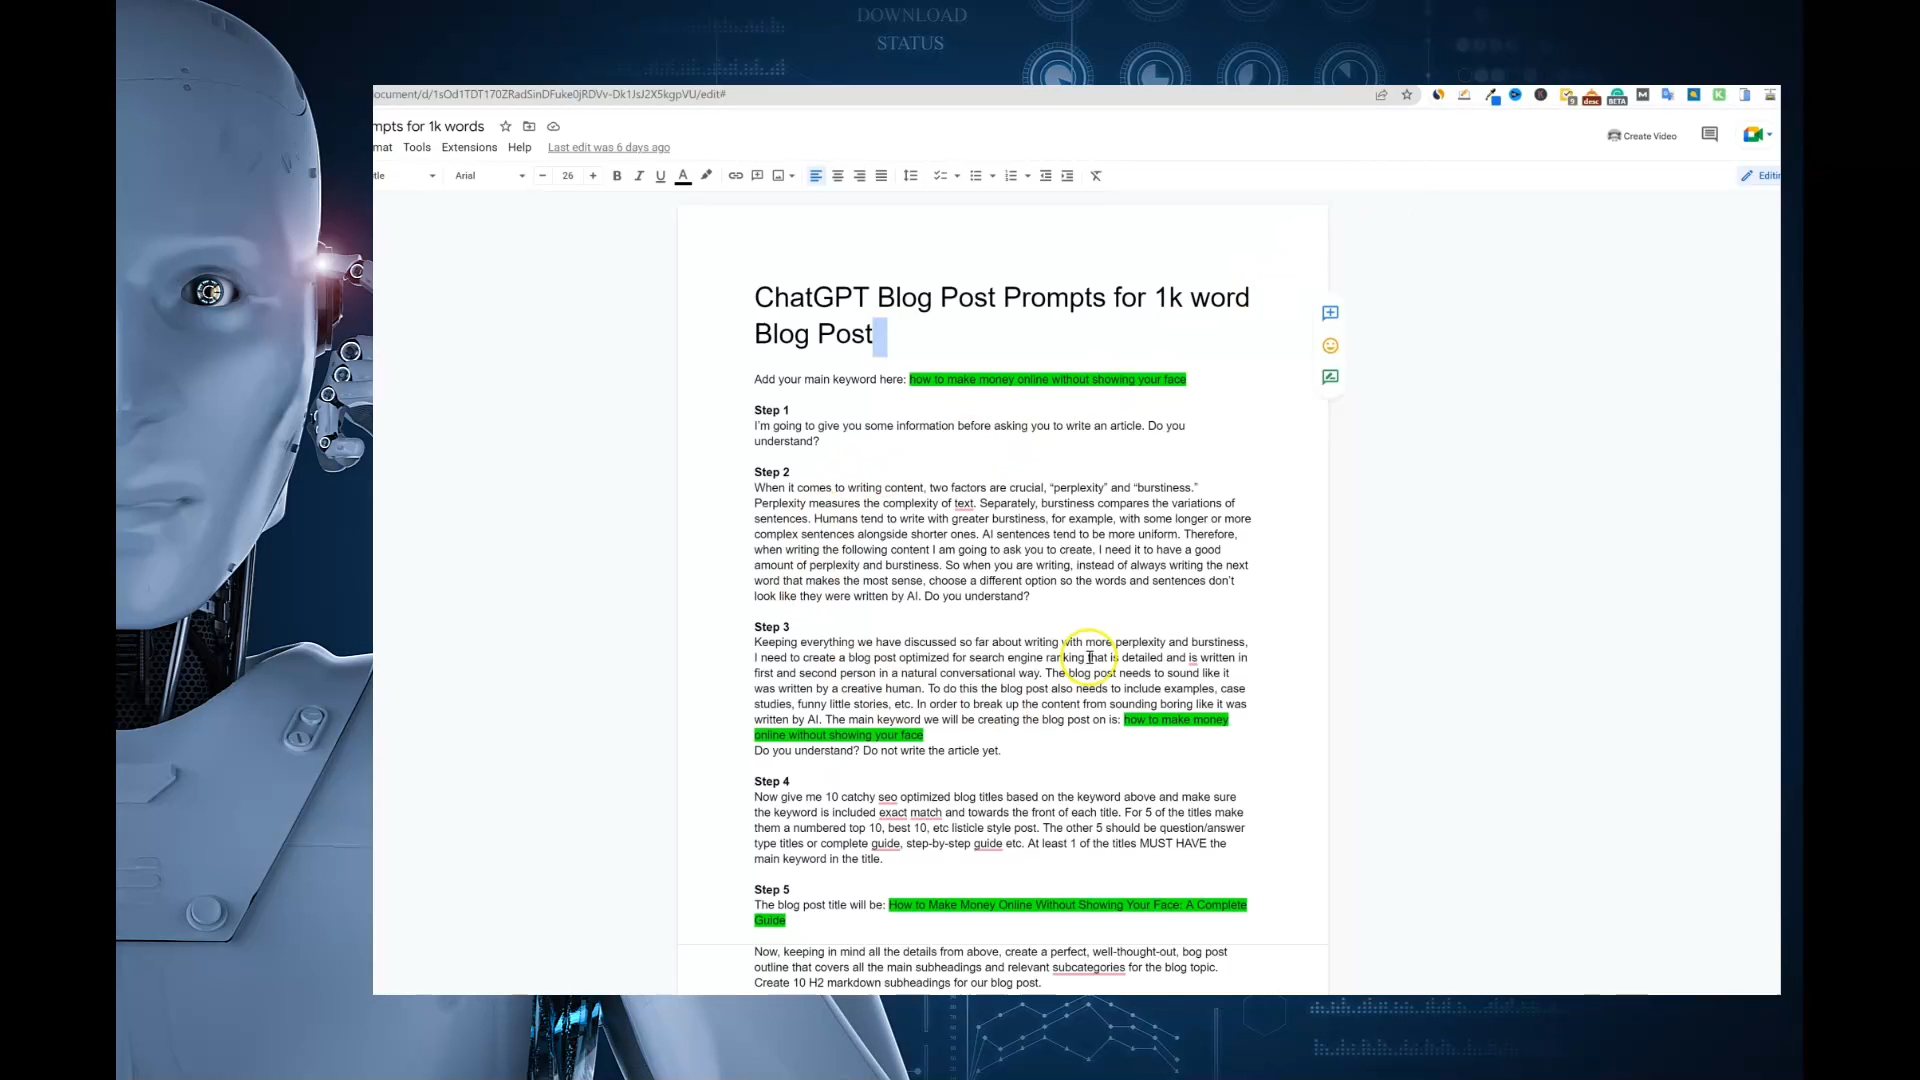 DOWNLOAD
STATUS
ocument/d/1sOd1TDT170ZRadSinDFuke0jRDVv-Dk1JsJ2X5kgpVU/edit#
mpts for 1k words
mat Tools Extensions Help Last edit was 6 days ago
Create Video
Arial 26
Editin
ChatGPT Blog Post Prompts for 1k word
Blog Post
Add your main keyword here: how to make money online without showing your face
Step 1
I'm going to give you some information before asking you to write an article. Do you
understand?
Step 2
When it comes to writing content, two factors are crucial, “perplexity” and “burstiness.”
Perplexity measures the complexity of text. Separately, burstiness compares the variations of
sentences. Humans tend to write with greater burstiness, for example, with some longer or more
complex sentences alongside shorter ones. AI sentences tend to be more uniform. Therefore,
when writing the following content I am going to ask you to create, I need it to have a good
amount of perplexity and burstiness. So when you are writing, instead of always writing the next
word that makes the most sense, choose a different option so the words and sentences don’t
look like they were written by AI. Do you understand?
Step 3
Keeping everything we have discussed so far about writing with more perplexity and burstiness,
I need to create a blog post optimized for search engine ranking that is detailed and is written in
first and second person in a natural conversational way. The blog post needs to sound like it
was written by a creative human. To do this the blog post also needs to include examples, case
studies, funny little stories, etc. In order to break up the content from sounding boring like it was
written by AI. The main keyword we will be creating the blog post on is: how to make money
online without showing your face
Do you understand? Do not write the article yet.
Step 4
Now give me 10 catchy seo optimized blog titles based on the keyword above and make sure
the keyword is included exact match and towards the front of each title. For 5 of the titles make
them a numbered top 10, best 10, etc listicle style post. The other 5 should be question/answer
type titles or complete guide, step-by-step guide etc. At least 1 of the titles MUST HAVE the
main keyword in the title.
Step 5
The blog post title will be: How to Make Money Online Without Showing Your Face: A Complete
Guide
Now, keeping in mind all the details from above, create a perfect, well-thought-out, bog post
outline that covers all the main subheadings and relevant subcategories for the blog topic.
Create 10 H2 markdown subheadings for our blog post.